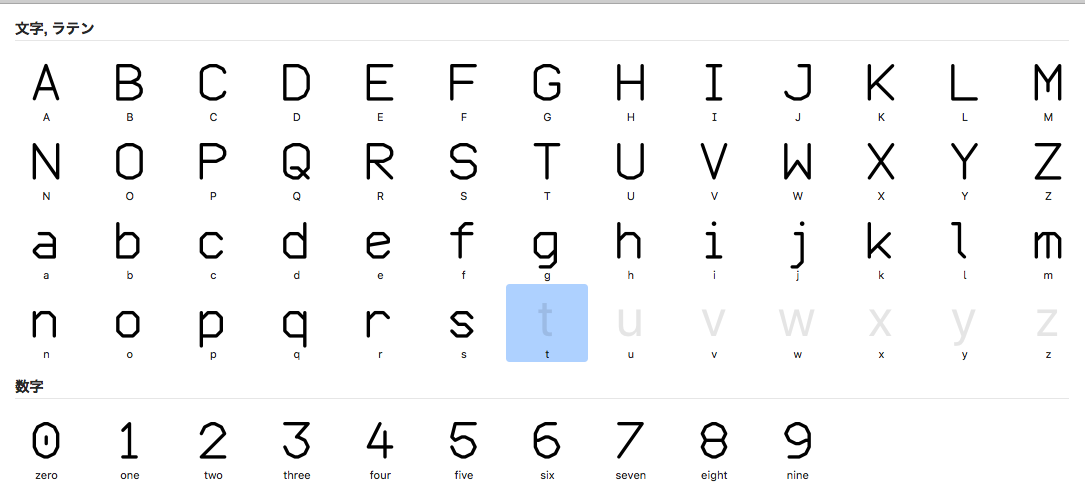 文字, ラテン
A B C D E F G H I J K L M
A B C D E F G H I J K L M
N O P Q R S T U V W X Y Z
N O P Q R S T U V W X Y Z
a b c d e f g h i j k l m
a b c d e f g h i j k l m
n o p q r s t u v w x y z
n o p q r s t u v w x y z
数字
0 1 2 3 4 5 6 7 8 9
zero one two three four five six seven eight nine